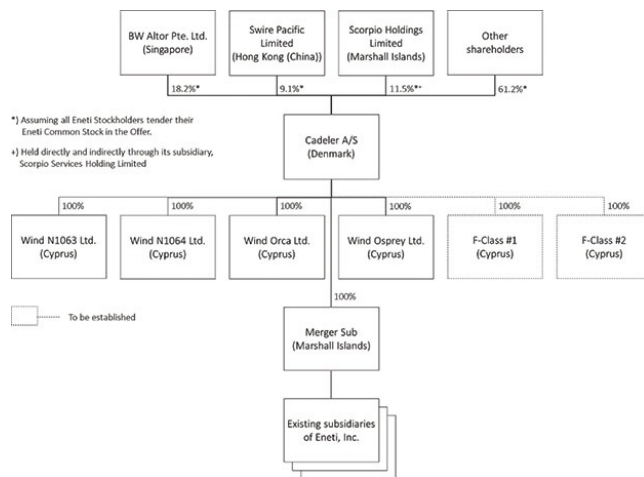 BW Altor Pte. Ltd.
(Singapore)
Swire Pacific
Limited
(Hong Kong (China))
Scorpio Holdings
Limited
(Marshall Islands)
Other
shareholders
18.2%*
9.1%*
11.5%*+
61.2%*
*) Assuming all Eneti Stockholders tender their
Eneti Common Stock in the Offer.
+) Held directly and indirectly through its subsidiary,
Scorpio Services Holding Limited
Cadeler A/S
(Denmark)
100%
100%
100%
100%
100%
100%
Wind N1063 Ltd.
(Cyprus)
Wind N1064 Ltd.
(Cyprus)
Wind Orca Ltd.
(Cyprus)
Wind Osprey Ltd.
(Cyprus)
F-Class #1
(Cyprus)
F-Class #2
(Cyprus)
100%
To be established
Merger Sub
(Marshall Islands)
Existing subsidiaries
of Eneti, Inc.